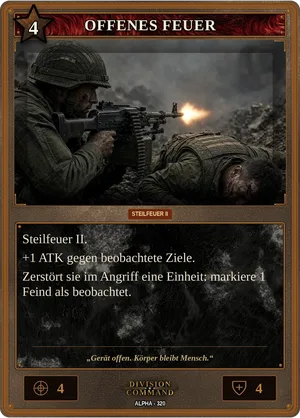 4
OFFENES FEUER
STEILFEUER II
Steilfeuer II.
+1 ATK gegen beobachtete Ziele.
Zerstört sie im Angriff eine Einheit: markiere 1
Feind als beobachtet.
„Gerät offen. Körper bleibt Mensch.“
4
DIVISION
COMMAND
4
ALPHA - 320